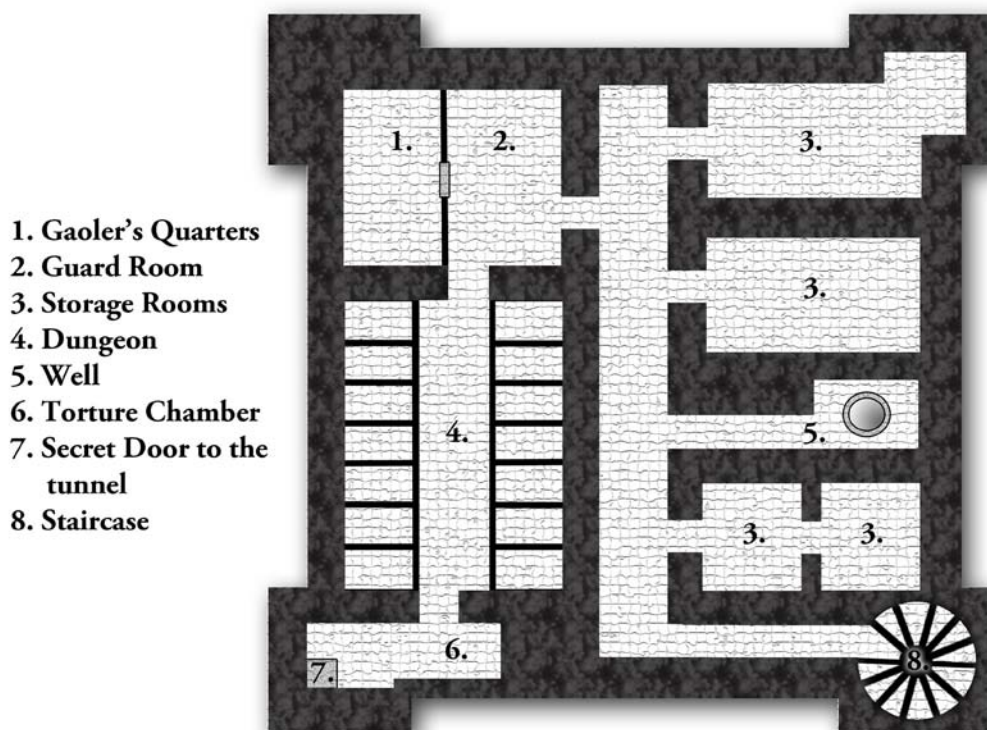 1. Gaoler's Quarters
2. Guard Room
3. Storage Rooms
4. Dungeon
5. Well
6. Torture Chamber
7. Secret Door to the
tunnel
8. Staircase
1.
2.
3.
3.
4.
5.
3.
3.
6.
7.
8.